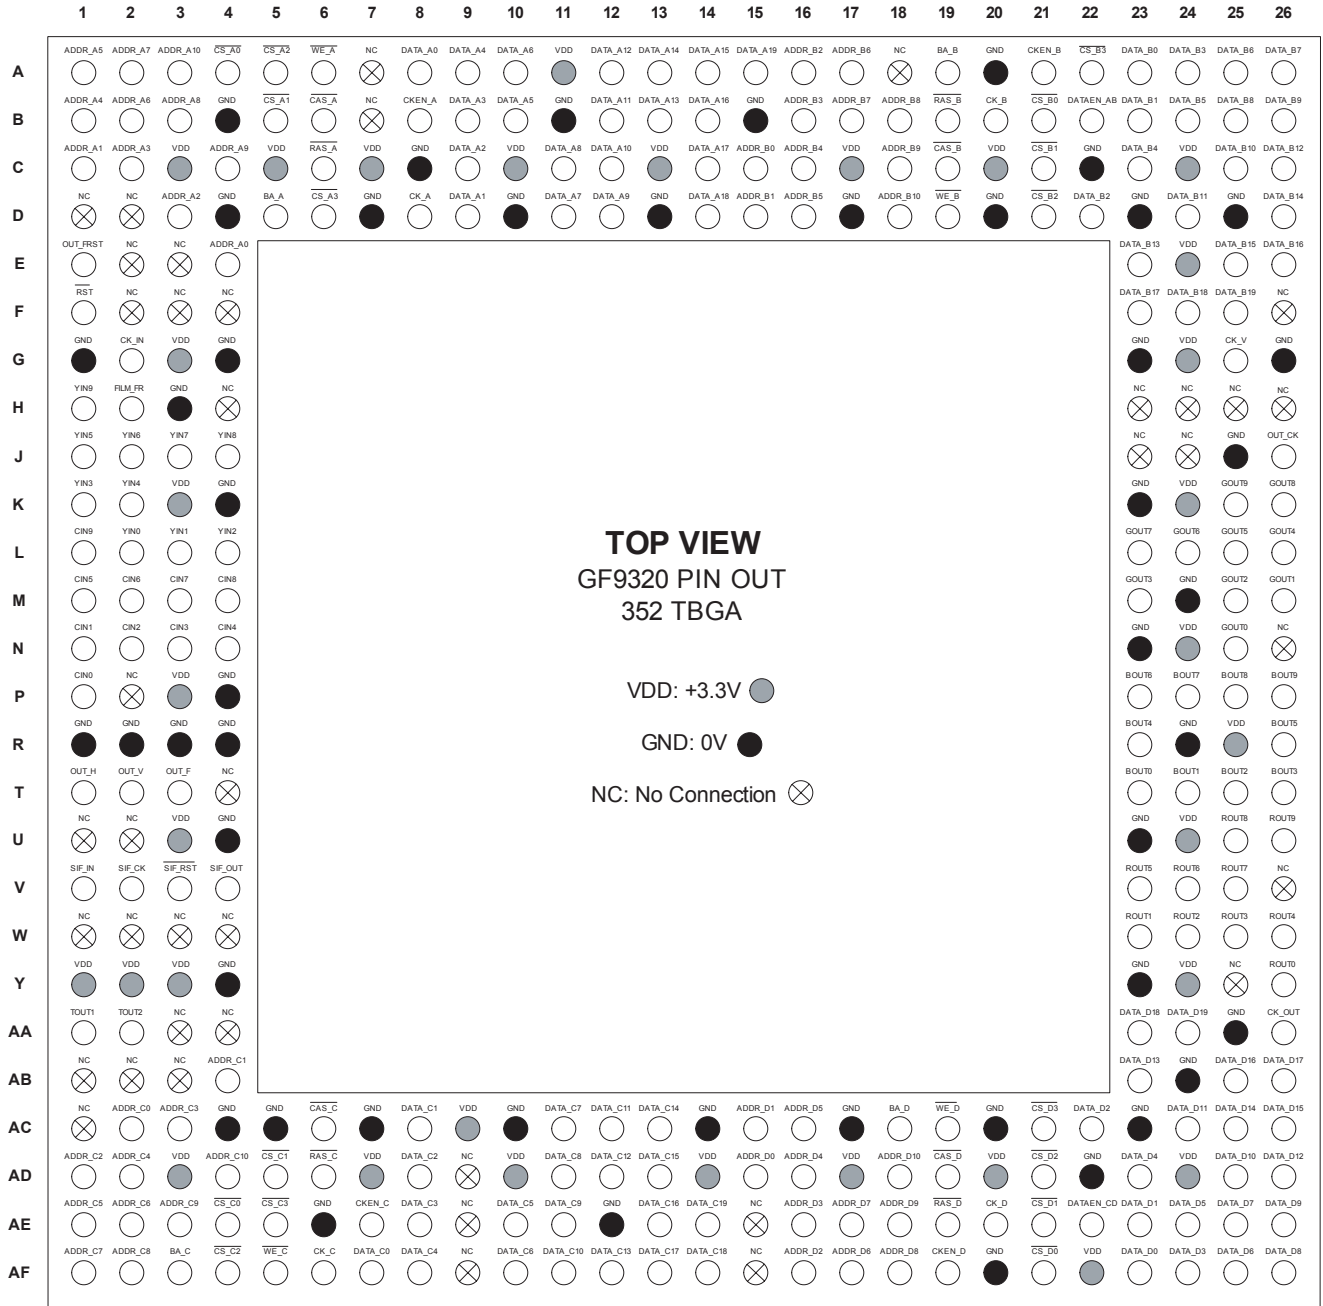 1 2 3 4 5 6 7 8 9 10 11 12 13 14 15 16 17 18 19 20 21 22 23 24 25 26
ADDR_A5 ADDR_A7 ADDR_A10 CS_A0 CS_A2 WE_A NC DATA_A0 DATA_A4 DATA_A6 VDD DATA_A12 DATA_A14 DATA_A15 DATA_A19 ADDR_B2 ADDR_B6 NC BA_B GND CKEN_B CS_B3 DATA_B0 DATA_B3 DATA_B6 DATA_B7
A
ADDR_A4 ADDR_A6 ADDR_A8 GND CS_A1 CAS_A NC CKEN_A DATA_A3 DATA_A5 GND DATA_A11 DATA_A13 DATA_A16 GND ADDR_B3 ADDR_B7 ADDR_B8 RAS_B CK_B CS_B0 DATAEN_AB DATA_B1 DATA_B5 DATA_B8 DATA_B9
B
ADDR_A1 ADDR_A3 VDD ADDR_A9 VDD RAS_A VDD GND DATA_A2 VDD DATA_A8 DATA_A10 VDD DATA_A17 ADDR_B0 ADDR_B4 VDD ADDR_B9 CAS_B VDD CS_B1 GND DATA_B4 VDD DATA_B10 DATA_B12
C
NC NC ADDR_A2 GND BA_A CS_A3 GND CK_A DATA_A1 GND DATA_A7 DATA_A9 GND DATA_A18 ADDR_B1 ADDR_B5 GND ADDR_B10 WE_B GND CS_B2 DATA_B2 GND DATA_B11 GND DATA_B14
D
OUT_FRST NC NC ADDR_A0 DATA_B13 VDD DATA_B15 DATA_B16
E
RST NC NC NC DATA_B17 DATA_B18 DATA_B19 NC
F
GND CK_IN VDD GND GND VDD CK_V GND
G
YIN9 FILM_FR GND NC NC NC NC NC
H
YIN5 YIN6 YIN7 YIN8 NC NC GND OUT_CK
J
YIN3 YIN4 VDD GND GND VDD GOUT9 GOUT8
K
CIN9 YIN0 YIN1 YIN2 GOUT7 GOUT6 GOUT5 GOUT4
L
TOP VIEW
GF9320 PIN OUT
352 TBGA
CIN5 CIN6 CIN7 CIN8 GOUT3 GND GOUT2 GOUT1
M
CIN1 CIN2 CIN3 CIN4 GND VDD GOUT0 NC
N
CIN0 NC VDD GND BOUT6 BOUT7 BOUT8 BOUT9
P
VDD: +3.3V
GND GND GND GND BOUT4 GND VDD BOUT5
R
GND: 0V
OUT_H OUT_V OUT_F NC BOUT0 BOUT1 BOUT2 BOUT3
T
NC: No Connection
NC NC VDD GND GND VDD ROUT8 ROUT9
U
SIF_IN SIF_CK SIF_RST SIF_OUT ROUT5 ROUT6 ROUT7 NC
V
NC NC NC NC ROUT1 ROUT2 ROUT3 ROUT4
W
VDD VDD VDD GND GND VDD NC ROUT0
Y
TOUT1 TOUT2 NC NC DATA_D18 DATA_D19 GND CK_OUT
AA
NC NC NC ADDR_C1 DATA_D13 GND DATA_D16 DATA_D17
AB
NC ADDR_C0 ADDR_C3 GND GND CAS_C GND DATA_C1 VDD GND DATA_C7 DATA_C11 DATA_C14 GND ADDR_D1 ADDR_D5 GND BA_D WE_D GND CS_D3 DATA_D2 GND DATA_D11 DATA_D14 DATA_D15
AC
ADDR_C2 ADDR_C4 VDD ADDR_C10 CS_C1 RAS_C VDD DATA_C2 NC VDD DATA_C8 DATA_C12 DATA_C15 VDD ADDR_D0 ADDR_D4 VDD ADDR_D10 CAS_D VDD CS_D2 GND DATA_D4 VDD DATA_D10 DATA_D12
AD
ADDR_C5 ADDR_C6 ADDR_C9 CS_C0 CS_C3 GND CKEN_C DATA_C3 NC DATA_C5 DATA_C9 GND DATA_C16 DATA_C19 NC ADDR_D3 ADDR_D7 ADDR_D9 RAS_D CK_D CS_D1 DATAEN_CD DATA_D1 DATA_D5 DATA_D7 DATA_D9
AE
ADDR_C7 ADDR_C8 BA_C CS_C2 WE_C CK_C DATA_C0 DATA_C4 NC DATA_C6 DATA_C10 DATA_C13 DATA_C17 DATA_C18 NC ADDR_D2 ADDR_D6 ADDR_D8 CKEN_D GND CS_D0 VDD DATA_D0 DATA_D3 DATA_D6 DATA_D8
AF